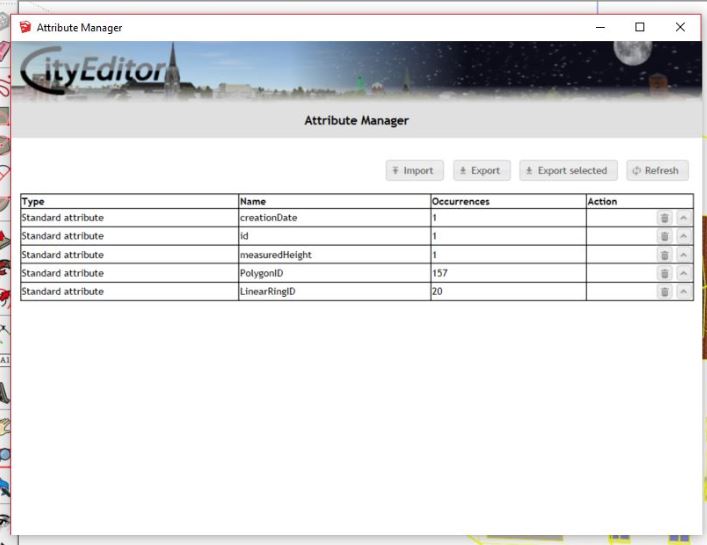 Attribute Manager
CityEditor
Attribute Manager
Import Export Export selected Refresh
Type Name Occurrences Action
Standard attribute creationDate 1
Standard attribute id 1
Standard attribute measuredHeight 1
Standard attribute PolygonID 157
Standard attribute LinearRingID 20
A1